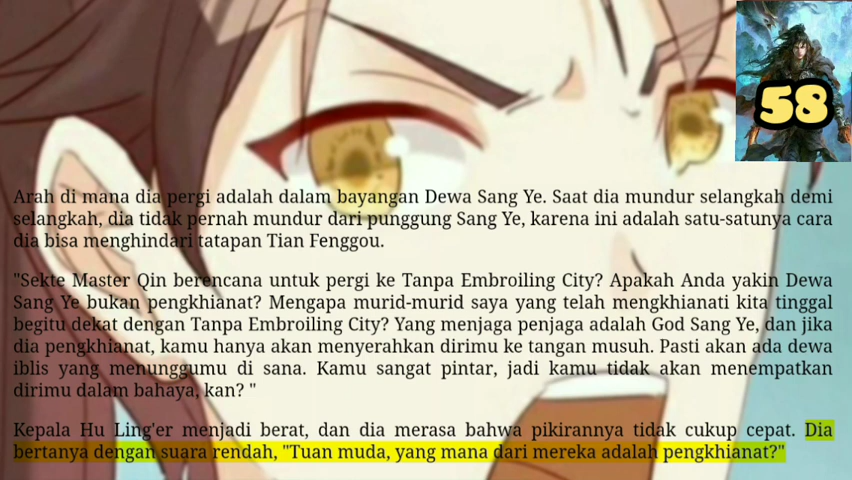 58
Arah di mana dia pergi adalah dalam bayangan Dewa Sang Ye. Saat dia mundur selangkah demi
selangkah, dia tidak pernah mundur dari punggung Sang Ye, karena ini adalah satu-satunya cara
dia bisa menghindari tatapan Tian Fenggou.
"Sekte Master Qin berencana untuk pergi ke Tanpa Embroiling City? Apakah Anda yakin Dewa
Sang Ye bukan pengkhianat? Mengapa murid-murid saya yang telah mengkhianati kita tinggal
begitu dekat dengan Tanpa Embroiling City? Yang menjaga penjaga adalah God Sang Ye, dan jika
dia pengkhianat, kamu hanya akan menyerahkan dirimu ke tangan musuh. Pasti akan ada dewa
iblis yang menunggumu di sana. Kamu sangat pintar, jadi kamu tidak akan menempatkan
dirimu dalam bahaya, kan? "
Kepala Hu Ling'er menjadi berat, dan dia merasa bahwa pikirannya tidak cukup cepat. Dia
bertanya dengan suara rendah, "Tuan muda, yang mana dari mereka adalah pengkhianat?"